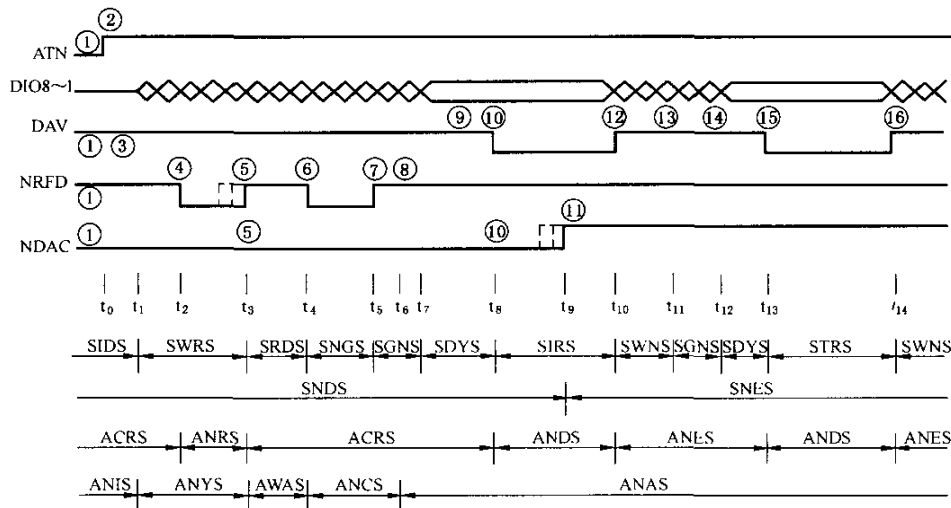 ②
① ATN
DIO8～1
DAV ① ③ ⑨ ⑩ ⑫ ⑬ ⑭ ⑮ ⑯
NRFD ① ④ ⑤ ⑥ ⑦ ⑧
NDAC ① ⑤ ⑩ ⑪
t₀ t₁ t₂ t₃ t₄ t₅ t₆ t₇ t₈ t₉ t₁₀ t₁₁ t₁₂ t₁₃ t₁₄
SIDS SWRS SRDS SNGS SGNS SDYS SIRS SWNS SGNS SDYS STRS SWNS
SNDS SNES
ACRS ANRS ACRS ANDS ANES ANDS ANES
ANIS ANYS AWAS ANCS ANAS